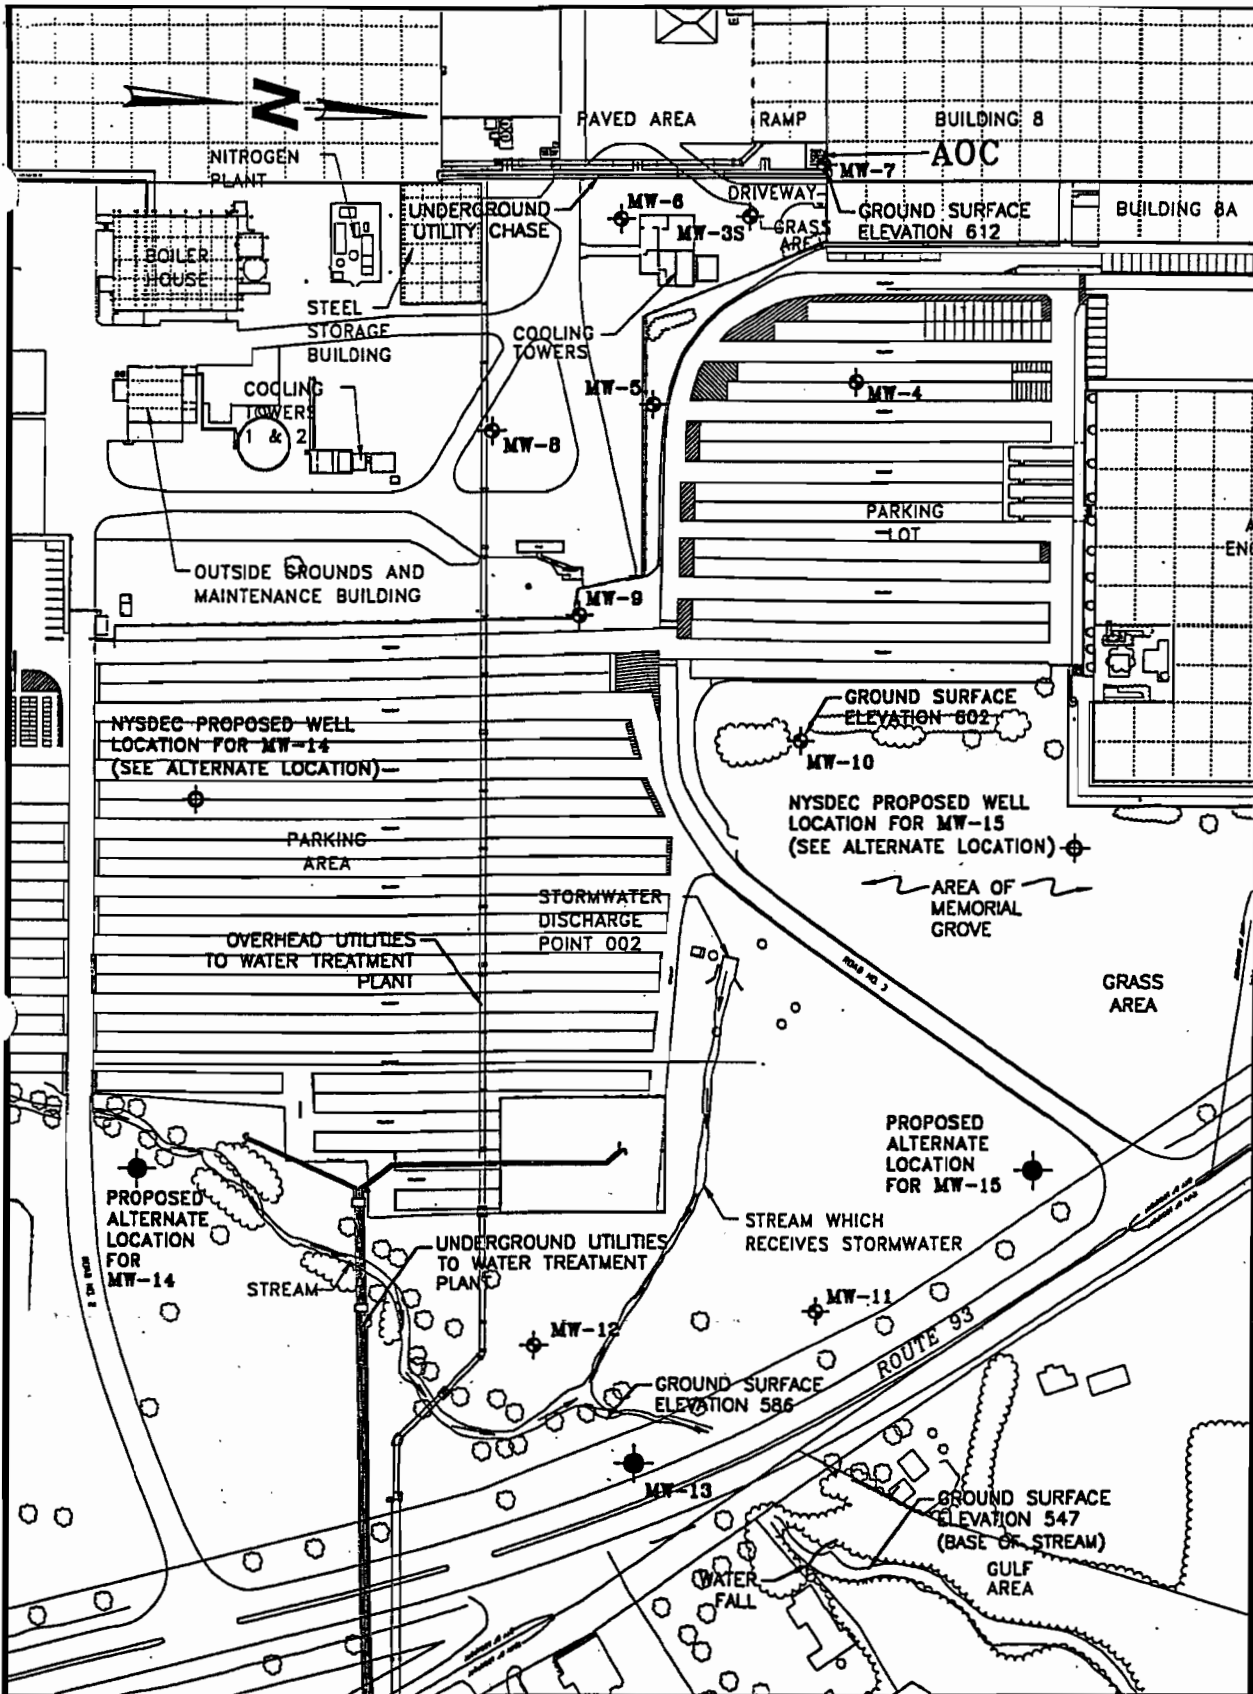 N
PAVED AREA
RAMP
BUILDING 8
AOC
MW-7
NITROGEN
PLANT
UNDERGROUND
UTILITY CHASE
MW-6
MW-3S
DRIVEWAY
GRASS
AREA
GROUND SURFACE
ELEVATION 612
BUILDING 8A
BOILER
HOUSE
STEEL
STORAGE
BUILDING
COOLING
TOWERS
COOLING
TOWERS
1 & 2
MW-5
MW-4
MW-8
PARKING
LOT
OUTSIDE GROUNDS AND
MAINTENANCE BUILDING
MW-9
NYSDEC PROPOSED WELL
LOCATION FOR MW-14
(SEE ALTERNATE LOCATION)
GROUND SURFACE
ELEVATION 602
MW-10
NYSDEC PROPOSED WELL
LOCATION FOR MW-15
(SEE ALTERNATE LOCATION)
PARKING
AREA
AREA OF
MEMORIAL
GROVE
STORMWATER
DISCHARGE
POINT 002
OVERHEAD UTILITIES
TO WATER TREATMENT
PLANT
GRASS
AREA
PROPOSED
ALTERNATE
LOCATION
FOR MW-15
PROPOSED
ALTERNATE
LOCATION
FOR
MW-14
STREAM WHICH
RECEIVES STORMWATER
UNDERGROUND UTILITIES
TO WATER TREATMENT
PLANT
STREAM
ROAD NO. 2
MW-11
MW-12
ROUTE 93
GROUND SURFACE
ELEVATION 586
MW-13
GROUND SURFACE
ELEVATION 547
(BASE OF STREAM)
GULF
AREA
WATER
FALL